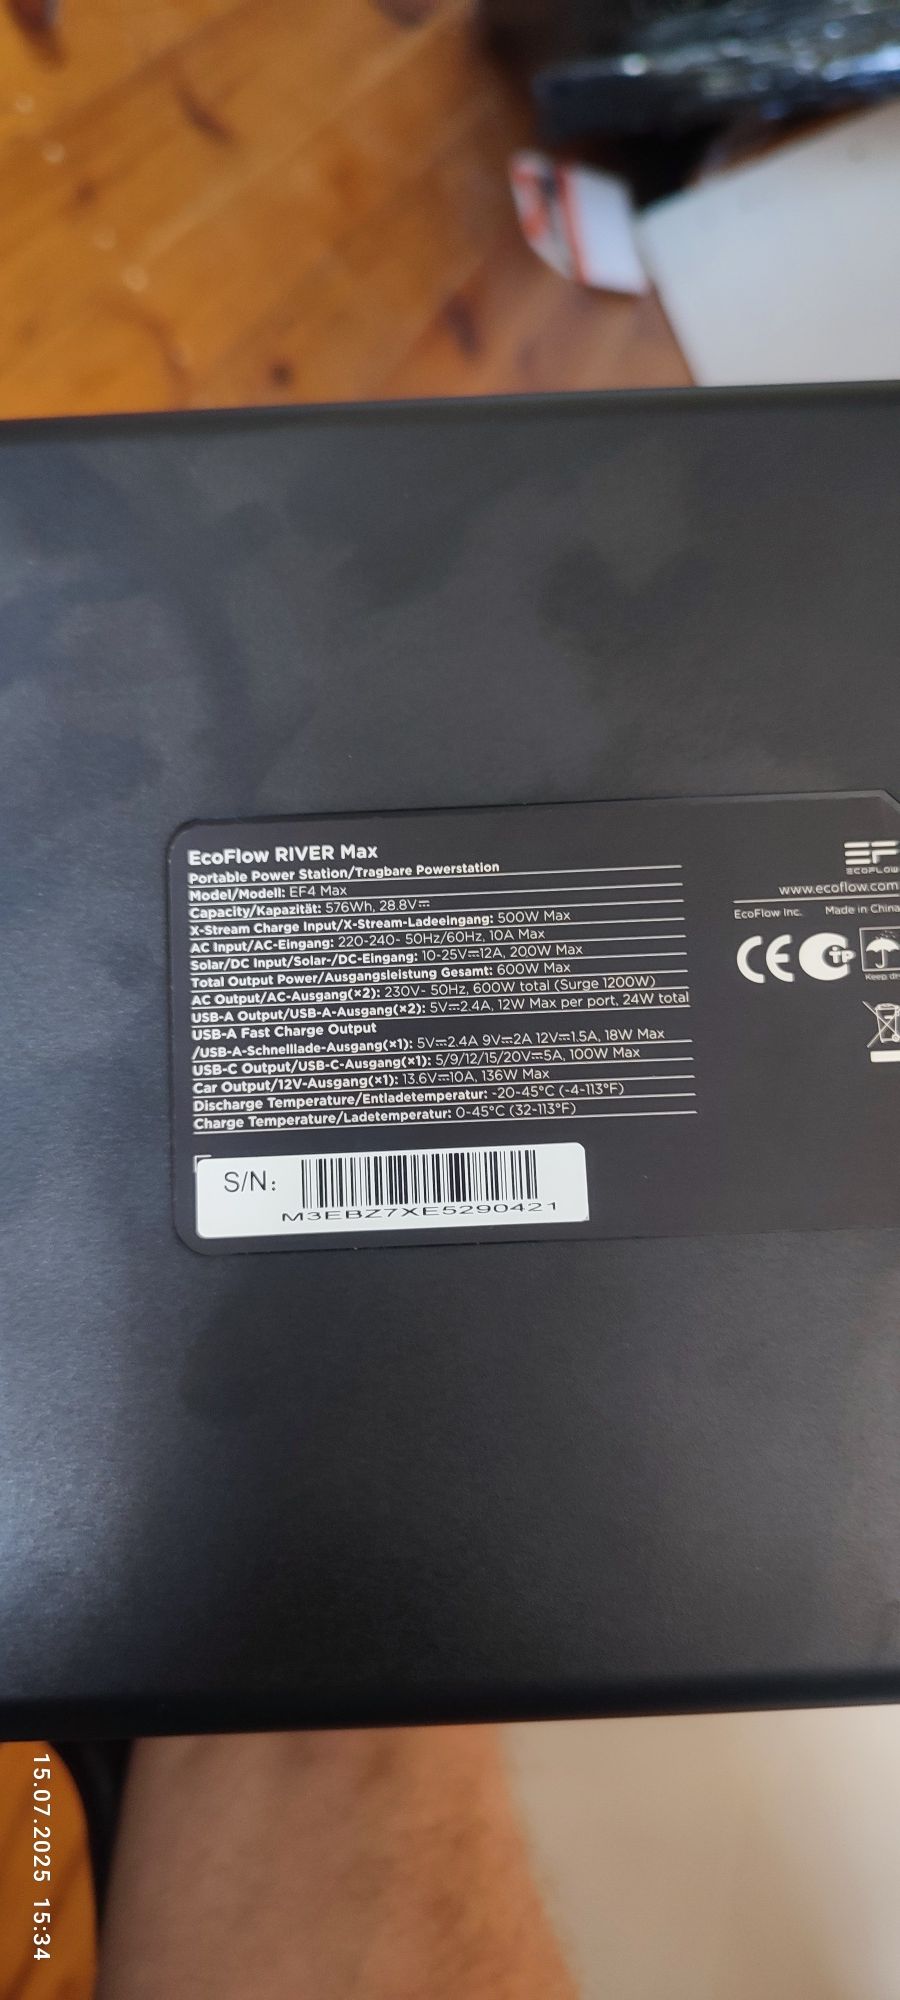 EcoFlow RIVER Max
Portable Power Station/Tragbare Powerstation
Model/Modell: EF4 Max
Capacity/Kapazität: 576Wh, 28.8V⎓
X-Stream Charge Input/X-Stream-Ladeeingang: 500W Max
AC Input/AC-Eingang: 220-240~ 50Hz/60Hz, 10A Max
Solar/DC Input/Solar-/DC-Eingang: 10-25V⎓12A, 200W Max
Total Output Power/Ausgangsleistung Gesamt: 600W Max
AC Output/AC-Ausgang(×2): 230V~ 50Hz, 600W total (Surge 1200W)
USB-A Output/USB-A-Ausgang(×2): 5V⎓2.4A, 12W Max per port, 24W total
USB-A Fast Charge Output
/USB-A-Schnelllade-Ausgang(×1): 5V⎓2.4A 9V⎓2A 12V⎓1.5A, 18W Max
USB-C Output/USB-C-Ausgang(×1): 5/9/12/15/20V⎓5A, 100W Max
Car Output/12V-Ausgang(×1): 13.6V⎓10A, 136W Max
Discharge Temperature/Entladetemperatur: -20-45°C (-4-113°F)
Charge Temperature/Ladetemperatur: 0-45°C (32-113°F)
S/N:
M3EBZ7XE5290421
EF
ECOFLOW
www.ecoflow.com
EcoFlow Inc. Made in China
CE
Keep
15.07.2025 15:34